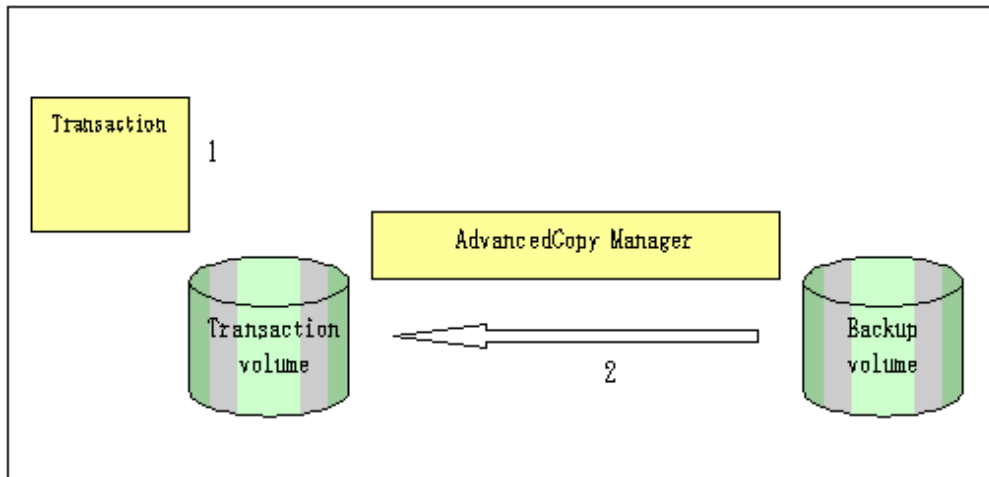 Transaction
1
AdvancedCopy Manager
Transaction
volume
2
Backup
volume